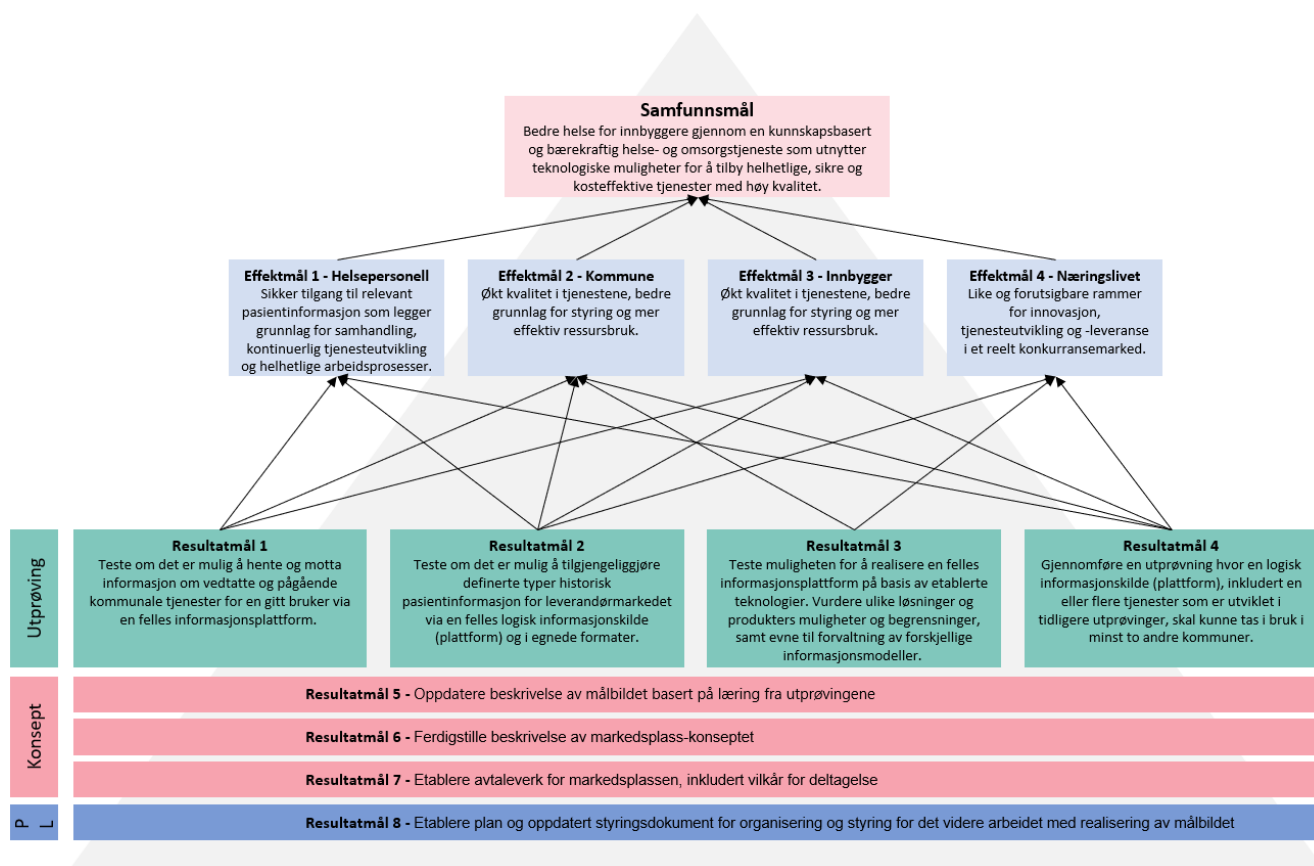 Samfunnsmål
Bedre helse for innbyggere gjennom en kunnskapsbasert
og bærekraftig helse- og omsorgstjeneste som utnytter
teknologiske muligheter for å tilby helhetlige, sikre og
kosteffektive tjenester med høy kvalitet.
Effektmål 1 - Helsepersonell
Sikker tilgang til relevant
pasientinformasjon som legger
grunnlag for samhandling,
kontinuerlig tjenesteutvikling
og helhetlige arbeidsprosesser.
Effektmål 2 - Kommune
Økt kvalitet i tjenestene, bedre
grunnlag for styring og mer
effektiv ressursbruk.
Effektmål 3 - Innbygger
Økt kvalitet i tjenestene, bedre
grunnlag for styring og mer
effektiv ressursbruk.
Effektmål 4 - Næringslivet
Like og forutsigbare rammer
for innovasjon,
tjenesteutvikling og -leveranse
i et reelt konkurransemarked.
Utprøving
Resultatmål 1
Teste om det er mulig å hente og motta
informasjon om vedtatte og pågående
kommunale tjenester for en gitt bruker via
en felles informasjonsplattform.
Resultatmål 2
Teste om det er mulig å tilgjengeliggjøre
definerte typer historisk
pasientinformasjon for leverandørmarkedet
via en felles logisk informasjonskilde
(plattform) og i egnede formater.
Resultatmål 3
Teste muligheten for å realisere en felles
informasjonsplattform på basis av etablerte
teknologier. Vurdere ulike løsninger og
produkters muligheter og begrensninger,
samt evne til forvaltning av forskjellige
informasjonsmodeller.
Resultatmål 4
Gjennomføre en utprøvning hvor en logisk
informasjonskilde (plattform), inkludert en
eller flere tjenester som er utviklet i
tidligere utprøvinger, skal kunne tas i bruk i
minst to andre kommuner.
Konsept
Resultatmål 5 - Oppdatere beskrivelse av målbildet basert på læring fra utprøvingene
Resultatmål 6 - Ferdigstille beskrivelse av markedsplass-konseptet
Resultatmål 7 - Etablere avtaleverk for markedsplassen, inkludert vilkår for deltagelse
PL
Resultatmål 8 - Etablere plan og oppdatert styringsdokument for organisering og styring for det videre arbeidet med realisering av målbildet